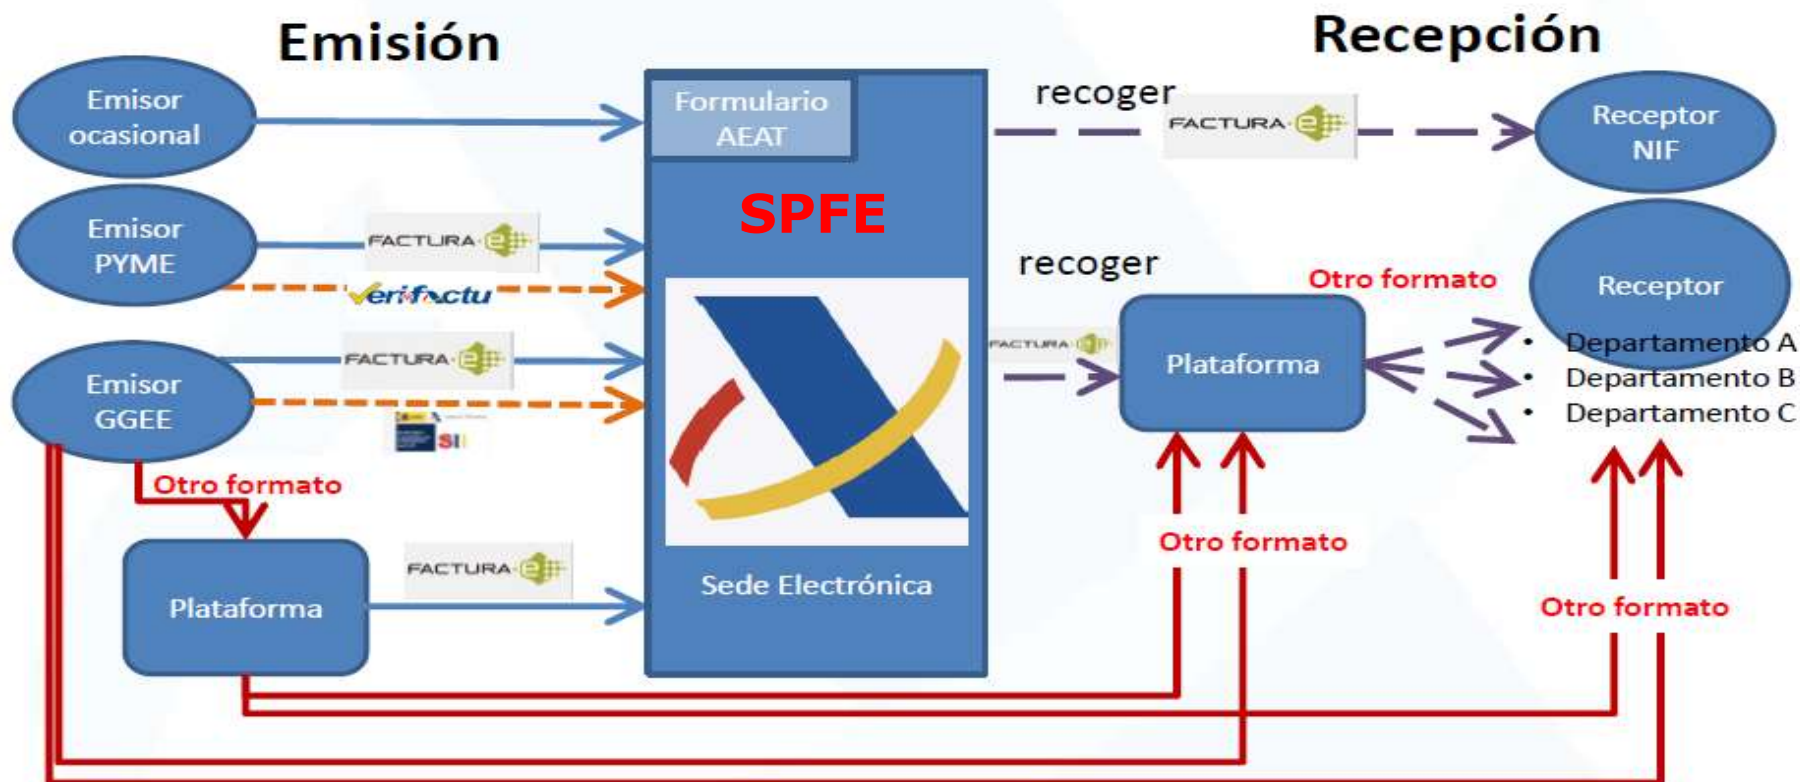 Emisión
Recepción
Emisor
ocasional
Formulario
AEAT
recoger
FACTURA-e
Receptor
NIF
SPFE
Emisor
PYME
FACTURA-e
Verifactu
recoger
Otro formato
Receptor
FACTURA-e
FACTURA-e
Plataforma
• Departamento A
• Departamento B
• Departamento C
Emisor
GGEE
SII
Otro formato
Otro formato
FACTURA-e
Sede Electrónica
Plataforma
Otro formato